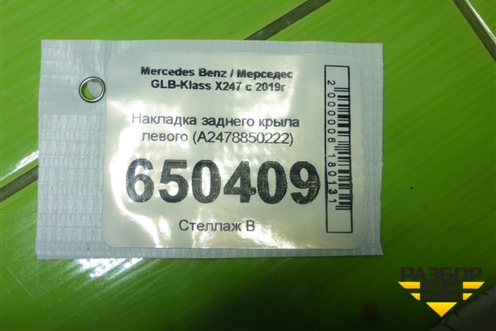 Mercedes Benz / Мерседес
GLB-Klass X247 с 2019г
Накладка заднего крыла
левого (A2478850222)
650409
Стеллаж В
2000006180131
РАЗБОР